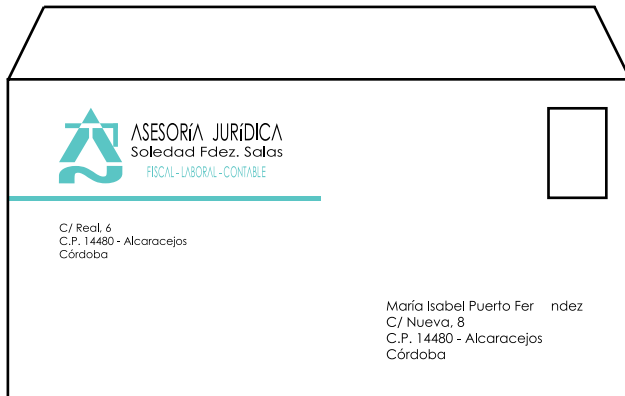 ASESORÍA JURÍDICA
Soledad Fdez. Salas
FISCAL - LABORAL - CONTABLE
C/ Real, 6
C.P. 14480 - Alcaracejos
Córdoba
María Isabel Puerto Fer ndez
C/ Nueva, 8
C.P. 14480 - Alcaracejos
Córdoba